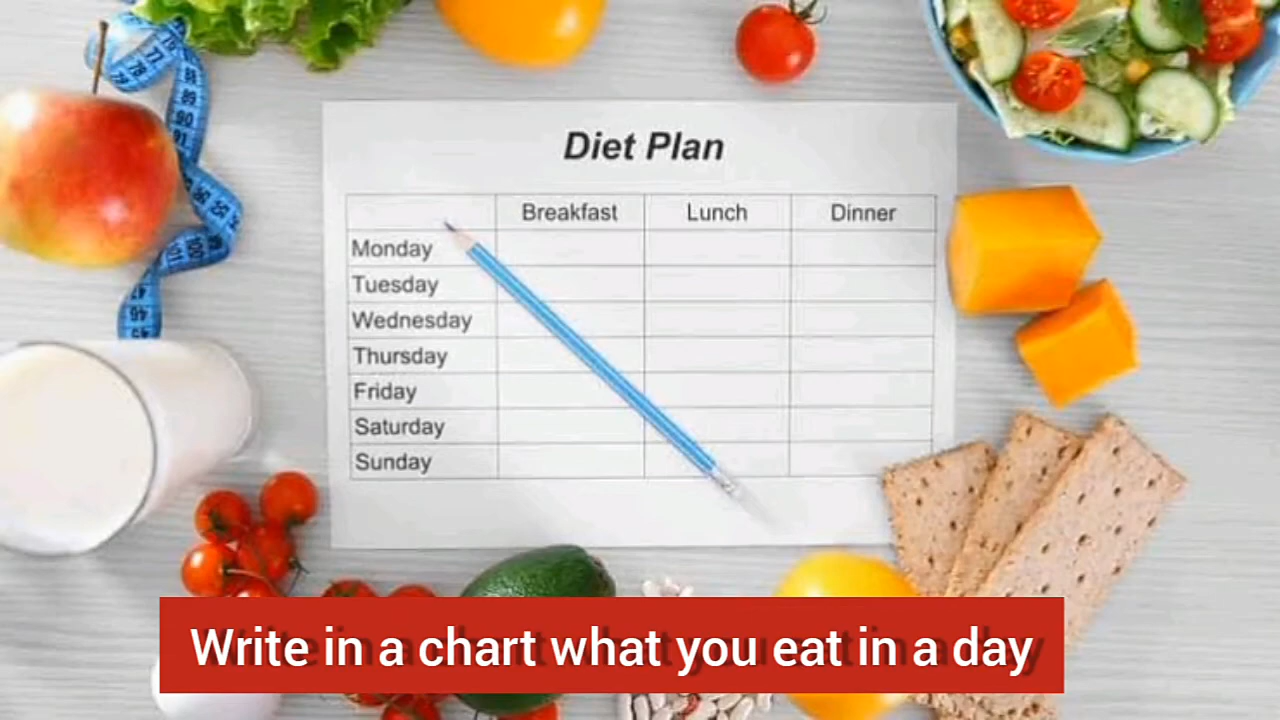 Diet Plan
Breakfast Lunch Dinner
Monday
Tuesday
Wednesday
Thursday
Friday
Saturday
Sunday
Write in a chart what you eat in a day